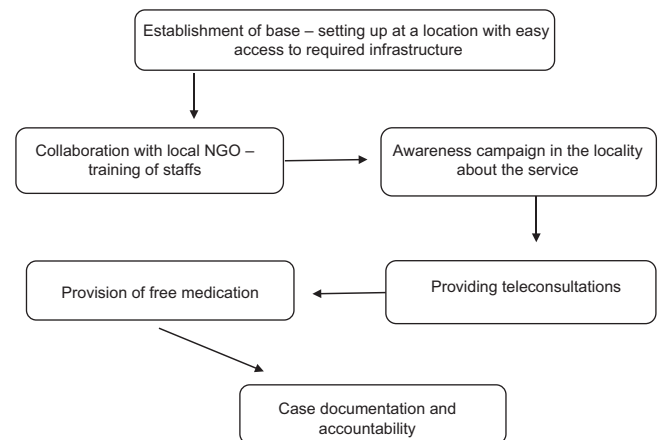 Establishment of base – setting up at a location with easy
access to required infrastructure
Collaboration with local NGO –
training of staffs
Awareness campaign in the locality
about the service
Providing teleconsultations
Provision of free medication
Case documentation and
accountability